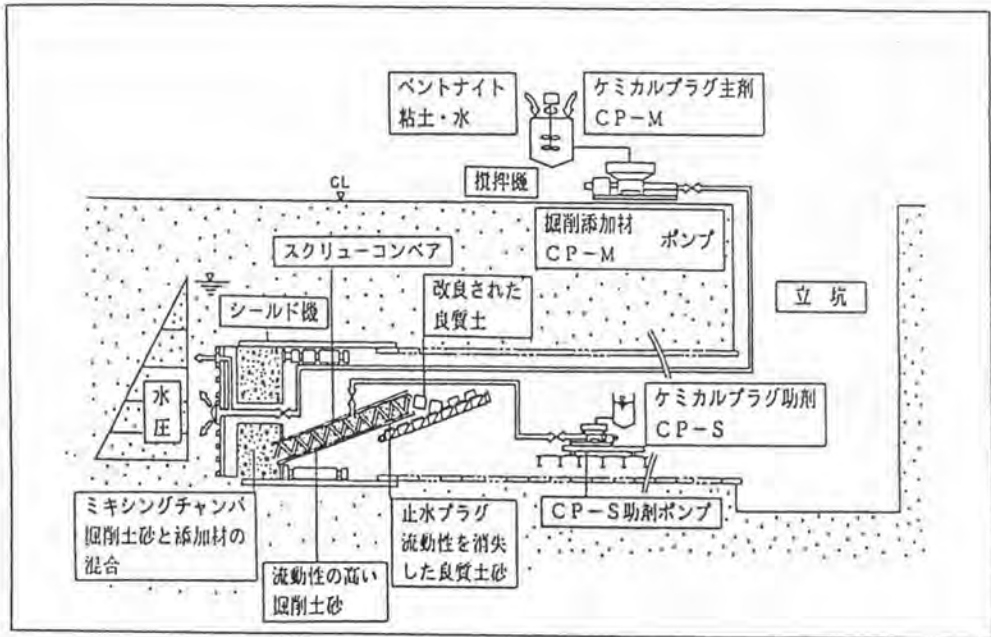 ベントナイト
粘土・水
ケミカルプラグ主剤
CP-M
撹拌機
GL
掘削添加材
CP-M
ポンプ
スクリューコンベア
改良された
良質土
立坑
シールド機
水
圧
ケミカルプラグ助剤
CP-S
ミキシングチャンバ
掘削土砂と添加材の
混合
流動性の高い
掘削土砂
止水プラグ
流動性を消失
した良質土砂
CP-S助剤ポンプ